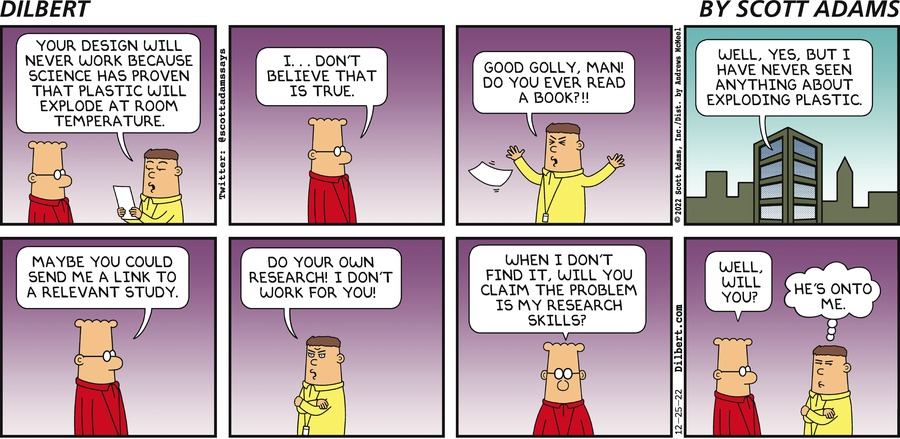 DILBERT
BY SCOTT ADAMS
YOUR DESIGN WILL
NEVER WORK BECAUSE
SCIENCE HAS PROVEN
THAT PLASTIC WILL
EXPLODE AT ROOM
TEMPERATURE.
Twitter: @scottadamssays
I. . . DON'T
BELIEVE THAT
IS TRUE.
GOOD GOLLY, MAN!
DO YOU EVER READ
A BOOK?!!
© 2022 Scott Adams, Inc./Dist. by Andrews McMeel
WELL, YES, BUT I
HAVE NEVER SEEN
ANYTHING ABOUT
EXPLODING PLASTIC.
MAYBE YOU COULD
SEND ME A LINK TO
A RELEVANT STUDY.
DO YOUR OWN
RESEARCH! I DON'T
WORK FOR YOU!
WHEN I DON'T
FIND IT, WILL YOU
CLAIM THE PROBLEM
IS MY RESEARCH
SKILLS?
12-25-22 Dilbert.com
WELL,
WILL
YOU?
HE'S ONTO
ME.